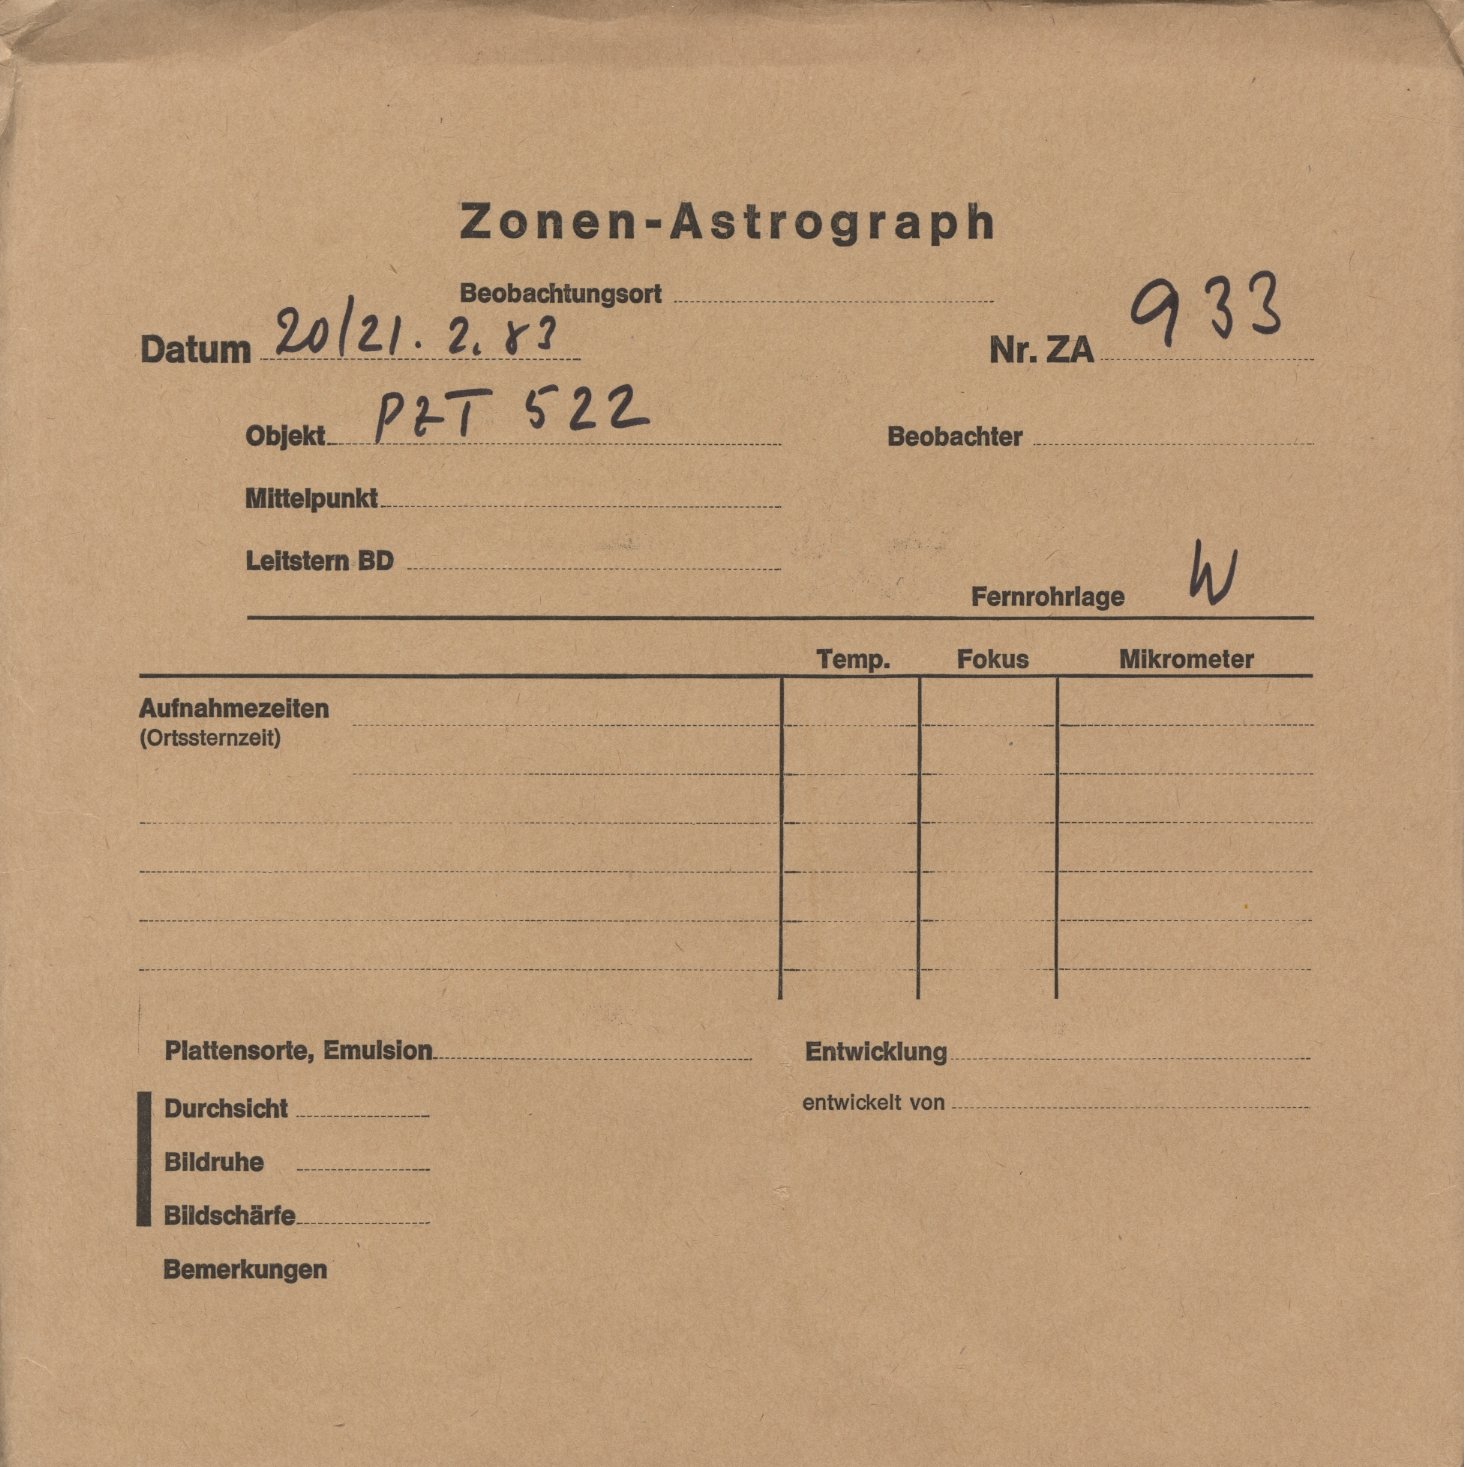 Zonen-Astrograph
Beobachtungsort
Datum 20/21. 2. 83
Nr. ZA 933
Objekt PZT 522
Beobachter
Mittelpunkt
Leitstern BD
Fernrohrlage W
Temp. Fokus Mikrometer
Aufnahmezeiten
(Ortssternzeit)
Plattensorte, Emulsion
Entwicklung
Durchsicht
entwickelt von
Bildruhe
Bildschärfe
Bemerkungen